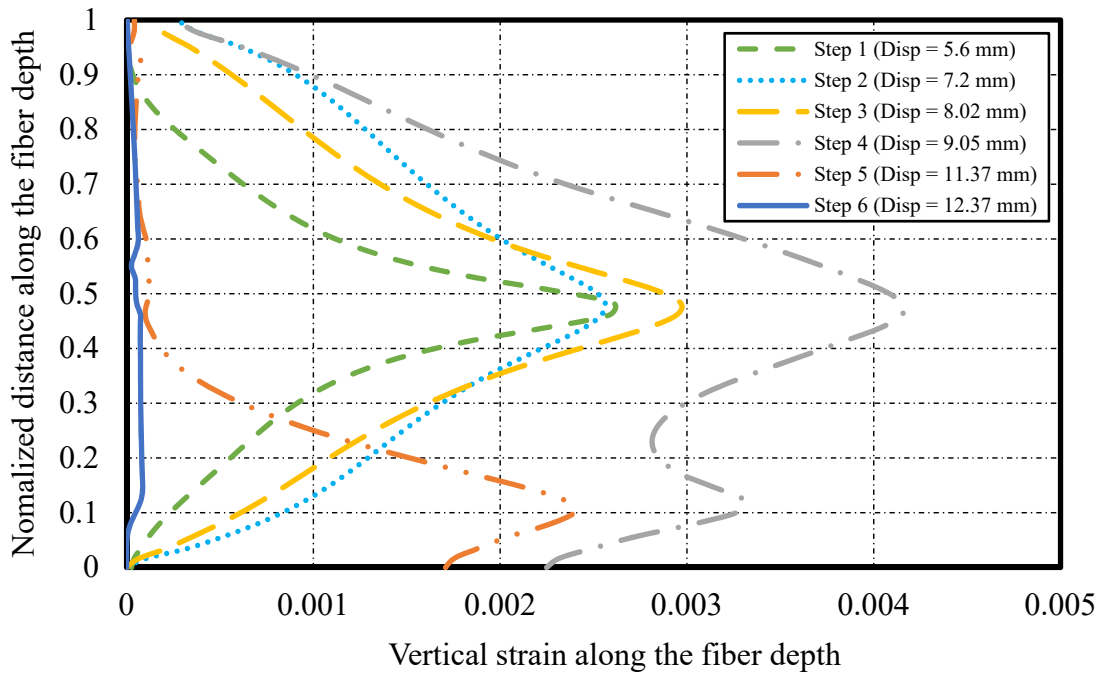 Nomalized distance along the fiber depth
1
0.9
0.8
0.7
0.6
0.5
0.4
0.3
0.2
0.1
0
Step 1 (Disp = 5.6 mm)
Step 2 (Disp = 7.2 mm)
Step 3 (Disp = 8.02 mm)
Step 4 (Disp = 9.05 mm)
Step 5 (Disp = 11.37 mm)
Step 6 (Disp = 12.37 mm)
0 0.001 0.002 0.003 0.004 0.005
Vertical strain along the fiber depth